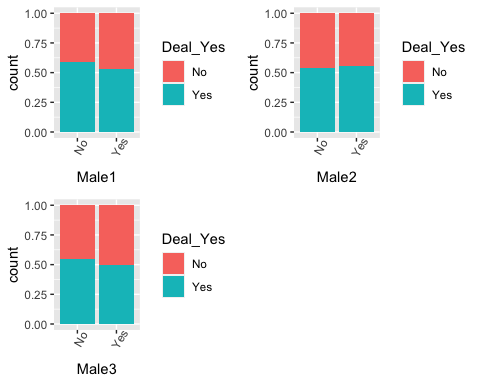 count
1.00
0.75
0.50
0.25
0.00
No
Yes
Male1
Deal_Yes
No
Yes
count
1.00
0.75
0.50
0.25
0.00
No
Yes
Male2
Deal_Yes
No
Yes
count
1.00
0.75
0.50
0.25
0.00
No
Yes
Male3
Deal_Yes
No
Yes